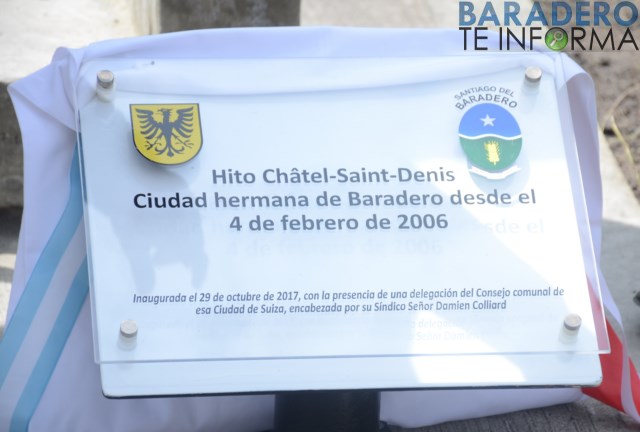 BARADERO
TE INFORMA
SANTIAGO DEL
BARADERO
Hito Châtel-Saint-Denis
Ciudad hermana de Baradero desde el
4 de febrero de 2006
Inaugurada el 29 de octubre de 2017, con la presencia de una delegación del Consejo comunal de
esa Ciudad de Suiza, encabezada por su Sindico Señor Damien Colliard